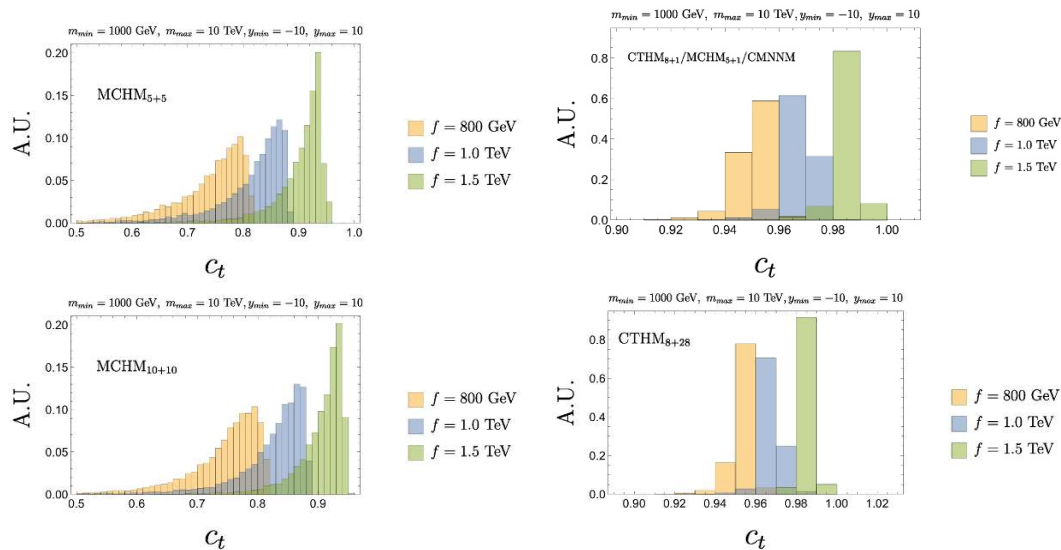 m_min = 1000 GeV, m_max = 10 TeV, y_min = −10, y_max = 10
0.20
0.15
0.10
0.05
0.00
A.U.
MCHM_5+5
0.5 0.6 0.7 0.8 0.9 1.0
c_t
f = 800 GeV
f = 1.0 TeV
f = 1.5 TeV
m_min = 1000 GeV, m_max = 10 TeV, y_min = −10, y_max = 10
0.8
0.6
0.4
0.2
0.0
A.U.
CTHM_8+1/MCHM_5+1/CMNNM
0.90 0.92 0.94 0.96 0.98 1.00
c_t
f = 800 GeV
f = 1.0 TeV
f = 1.5 TeV
m_min = 1000 GeV, m_max = 10 TeV, y_min = −10, y_max = 10
0.20
0.15
0.10
0.05
0.00
A.U.
MCHM_10+10
0.5 0.6 0.7 0.8 0.9
c_t
f = 800 GeV
f = 1.0 TeV
f = 1.5 TeV
m_min = 1000 GeV, m_max = 10 TeV, y_min = −10, y_max = 10
0.8
0.6
0.4
0.2
0.0
A.U.
CTHM_8+28
0.90 0.92 0.94 0.96 0.98 1.00 1.02
c_t
f = 800 GeV
f = 1.0 TeV
f = 1.5 TeV